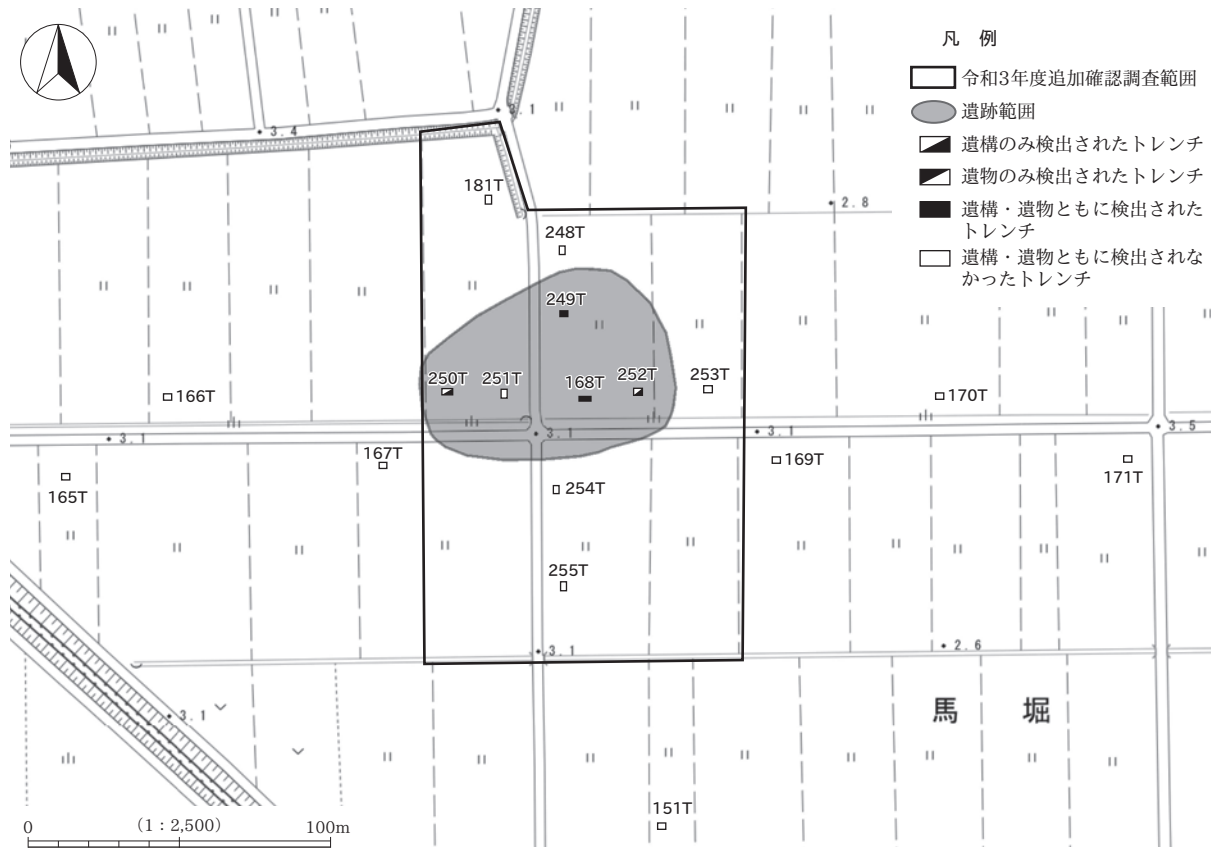 凡 例
令和3年度追加確認調査範囲
遺跡範囲
遺構のみ検出されたトレンチ
遺物のみ検出されたトレンチ
遺構・遺物ともに検出された
トレンチ
遺構・遺物ともに検出されな
かったトレンチ
3.1
3.4
181T
2.8
248T
249T
250T
251T
168T
252T
253T
166T
170T
3.1
3.1
3.1
3.5
167T
169T
171T
165T
254T
255T
3.1
2.6
3.1
馬 堀
151T
0
(1:2,500)
100m